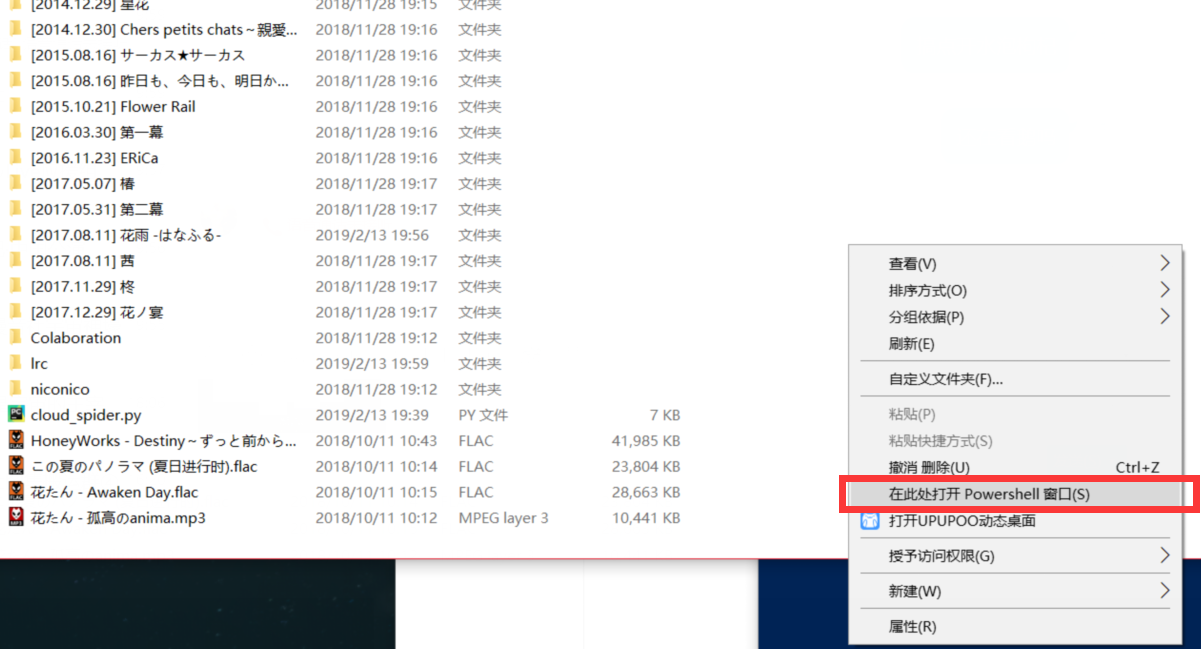 [2014.12.29] 星花 2018/11/28 19:15 文件夹
[2014.12.30] Chers petits chats～親愛... 2018/11/28 19:16 文件夹
[2015.08.16] サーカス★サーカス 2018/11/28 19:16 文件夹
[2015.08.16] 昨日も、今日も、明日か... 2018/11/28 19:16 文件夹
[2015.10.21] Flower Rail 2018/11/28 19:16 文件夹
[2016.03.30] 第一幕 2018/11/28 19:16 文件夹
[2016.11.23] ERiCa 2018/11/28 19:16 文件夹
[2017.05.07] 椿 2018/11/28 19:17 文件夹
[2017.05.31] 第二幕 2018/11/28 19:17 文件夹
[2017.08.11] 花雨 -はなふる- 2019/2/13 19:56 文件夹
[2017.08.11] 茜 2018/11/28 19:17 文件夹
[2017.11.29] 柊 2018/11/28 19:17 文件夹
[2017.12.29] 花ノ宴 2018/11/28 19:17 文件夹
Colaboration 2018/11/28 19:12 文件夹
lrc 2019/2/13 19:59 文件夹
niconico 2018/11/28 19:12 文件夹
cloud_spider.py 2019/2/13 19:39 PY 文件 7 KB
HoneyWorks - Destiny～ずっと前から... 2018/10/11 10:43 FLAC 41,985 KB
この夏のパノラマ (夏日进行时).flac 2018/10/11 10:14 FLAC 23,804 KB
花たん - Awaken Day.flac 2018/10/11 10:15 FLAC 28,663 KB
花たん - 孤高のanima.mp3 2018/10/11 10:12 MPEG layer 3 10,441 KB
查看(V)
排序方式(O)
分组依据(P)
刷新(E)
自定义文件夹(F)...
粘贴(P)
粘贴快捷方式(S)
撤消 删除(U) Ctrl+Z
在此处打开 Powershell 窗口(S)
打开UPUPOO动态桌面
授予访问权限(G)
新建(W)
属性(R)